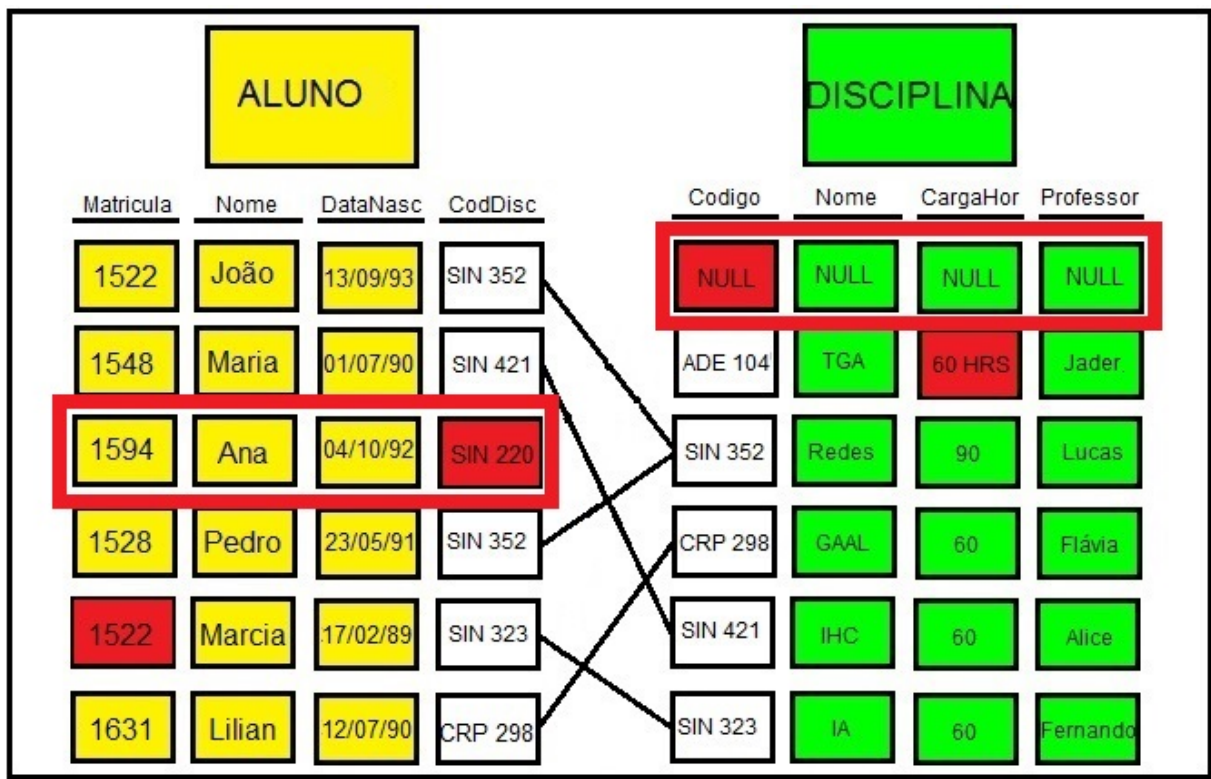 ALUNO DISCIPLINA
Matricula Nome DataNasc CodDisc Codigo Nome CargaHor Professor
1522 João 13/09/93 SIN 352 NULL NULL NULL NULL
1548 Maria 01/07/90 SIN 421 ADE 104 TGA 60 HRS Jader
1594 Ana 04/10/92 SIN 220 SIN 352 Redes 90 Lucas
1528 Pedro 23/05/91 SIN 352 CRP 298 GAAL 60 Flávia
1522 Marcia 17/02/89 SIN 323 SIN 421 IHC 60 Alice
1631 Lilian 12/07/90 CRP 298 SIN 323 IA 60 Fernando